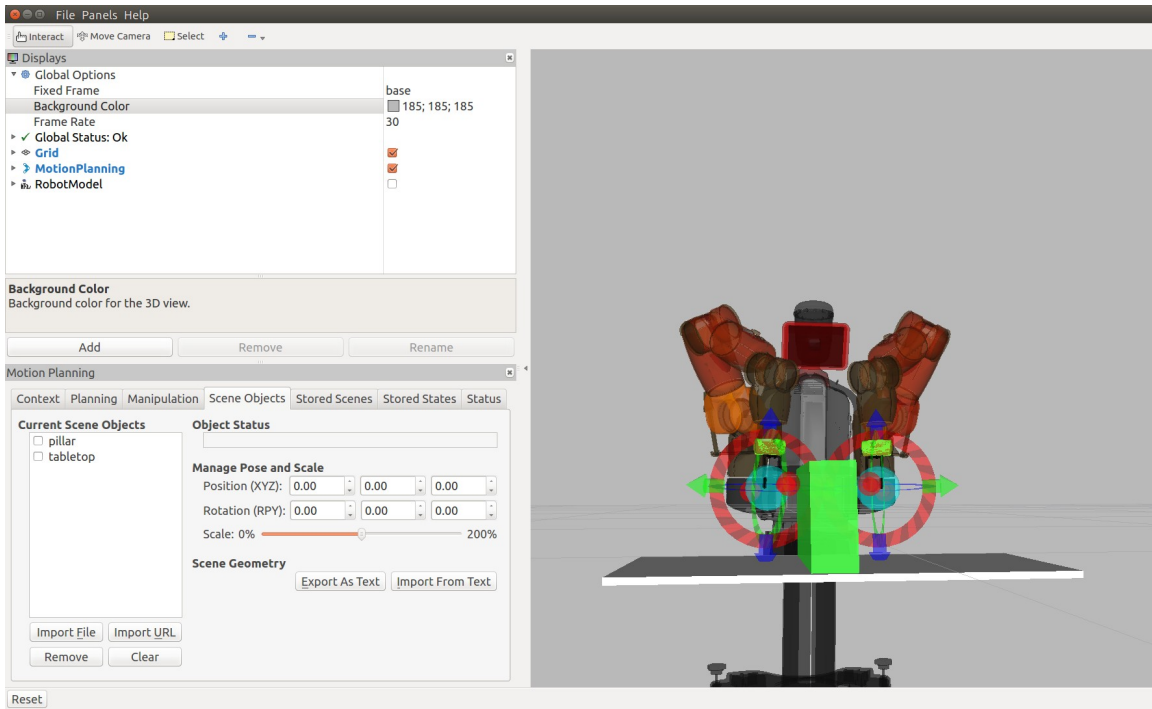 File Panels Help
Interact Move Camera Select
Displays
Global Options
Fixed Frame base
Background Color 185; 185; 185
Frame Rate 30
Global Status: Ok
Grid
MotionPlanning
RobotModel
Background Color
Background color for the 3D view.
Add Remove Rename
Motion Planning
Context Planning Manipulation Scene Objects Stored Scenes Stored States Status
Current Scene Objects Object Status
pillar
tabletop
Manage Pose and Scale
Position (XYZ): 0.00 0.00 0.00
Rotation (RPY): 0.00 0.00 0.00
Scale: 0% 200%
Scene Geometry
Export As Text Import From Text
Import File Import URL
Remove Clear
Reset